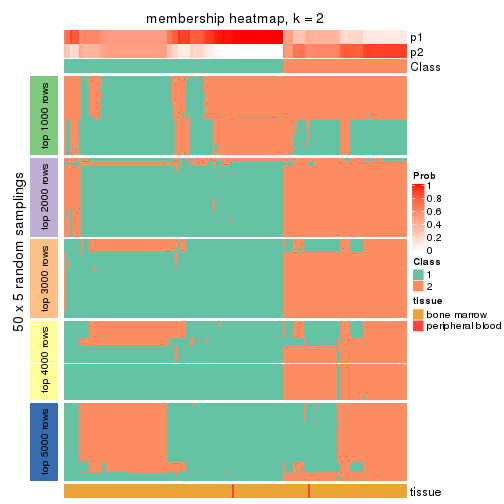 membership heatmap, k = 2
p1
p2
Class
50 x 5 random samplings
top 1000 rows
top 2000 rows
top 3000 rows
top 4000 rows
top 5000 rows
Prob
1
0.8
0.6
0.4
0.2
0
Class
1
2
tissue
bone marrow
peripheral blood
tissue